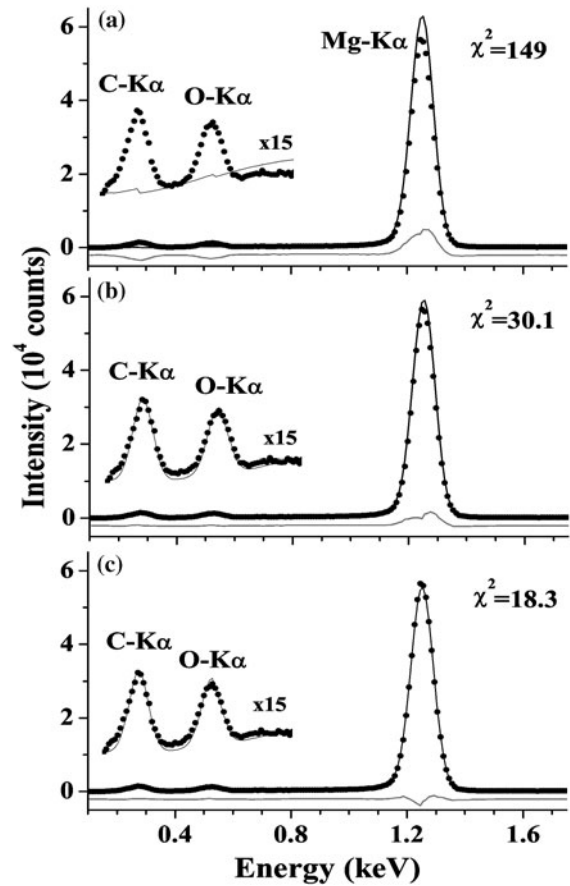 (a)
6
4
2
0
C-Kα
O-Kα
x15
Mg-Kα
χ²=149
(b)
6
4
2
0
C-Kα
O-Kα
x15
χ²=30.1
(c)
6
4
2
0
C-Kα
O-Kα
x15
χ²=18.3
Intensity (10⁴ counts)
0.4 0.8 1.2 1.6
Energy (keV)